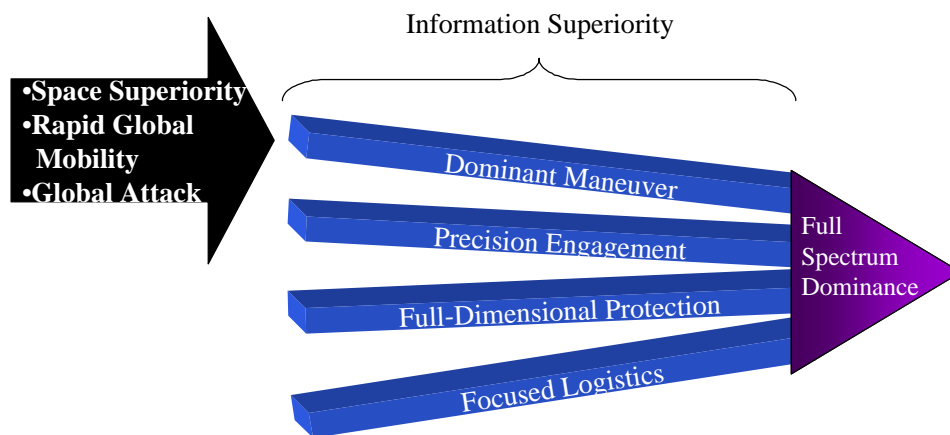 Information Superiority
•Space Superiority
•Rapid Global
Mobility
•Global Attack
Dominant Maneuver
Precision Engagement
Full-Dimensional Protection
Focused Logistics
Full
Spectrum
Dominance